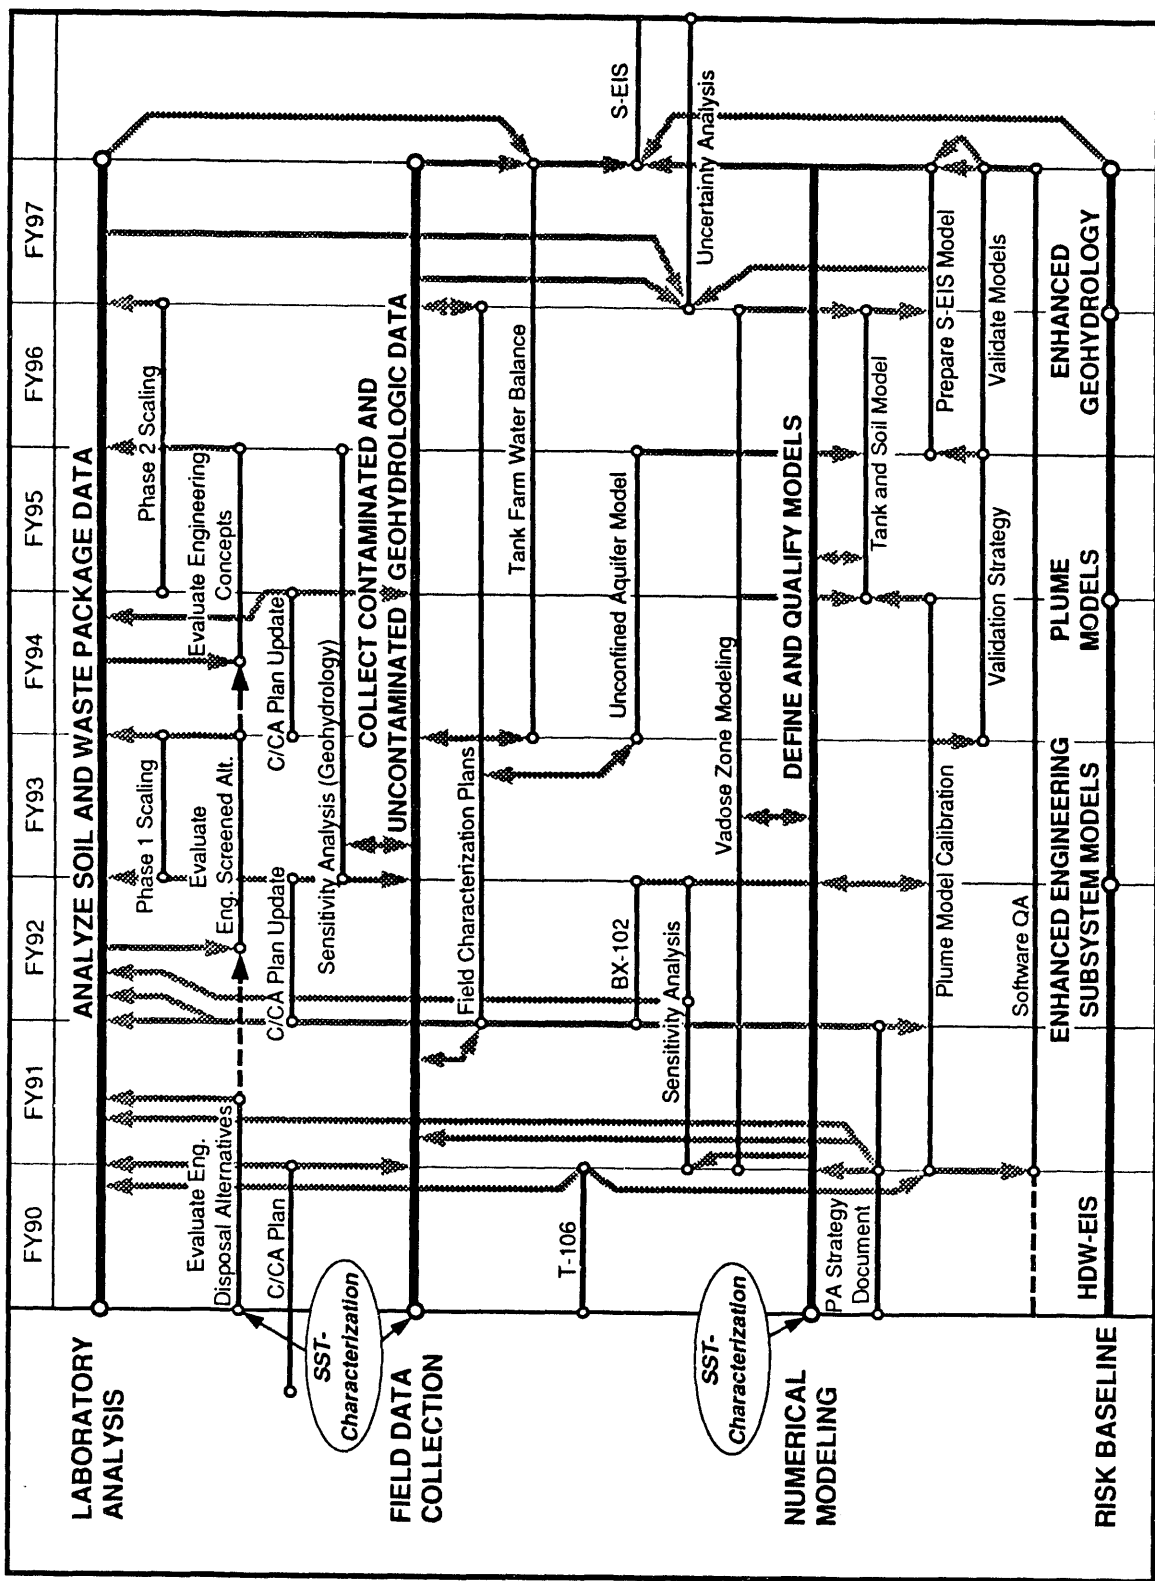 FY90
FY91
FY92
FY93
FY94
FY95
FY96
FY97
LABORATORY
ANALYSIS
ANALYZE SOIL AND WASTE PACKAGE DATA
Phase 1 Scaling
Phase 2 Scaling
Evaluate Eng.
Disposal Alternatives
Evaluate
Eng. Screened Alt.
Evaluate Engineering
Concepts
C/CA Plan
C/CA Plan Update
C/CA Plan Update
SST-
Characterization
Sensitivity Analysis (Geohydrology)
FIELD DATA
COLLECTION
COLLECT CONTAMINATED AND
UNCONTAMINATED GEOHYDROLOGIC DATA
Field Characterization Plans
Tank Farm Water Balance
T-106
BX-102
Unconfined Aquifer Model
S-EIS
Sensitivity Analysis
Uncertainty Analysis
Vadose Zone Modeling
SST-
Characterization
NUMERICAL
MODELING
DEFINE AND QUALIFY MODELS
PA Strategy
Document
Tank and Soil Model
Plume Model Calibration
Prepare S-EIS Model
Validation Strategy
Validate Models
Software QA
RISK BASELINE
HDW-EIS
ENHANCED ENGINEERING
SUBSYSTEM MODELS
PLUME
MODELS
ENHANCED
GEOHYDROLOGY